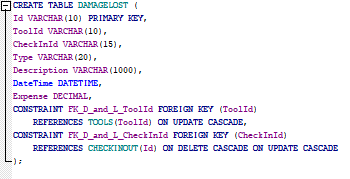 CREATE TABLE DAMAGELOST (
Id VARCHAR(10) PRIMARY KEY,
ToolId VARCHAR(10),
CheckInId VARCHAR(15),
Type VARCHAR(20),
Description VARCHAR(1000),
DateTime DATETIME,
Expense DECIMAL,
CONSTRAINT FK_D_and_L_ToolId FOREIGN KEY (ToolId)
REFERENCES TOOLS(ToolId) ON UPDATE CASCADE,
CONSTRAINT FK_D_and_L_CheckInId FOREIGN KEY (CheckInId)
REFERENCES CHECKINOUT(Id) ON DELETE CASCADE ON UPDATE CASCADE
);